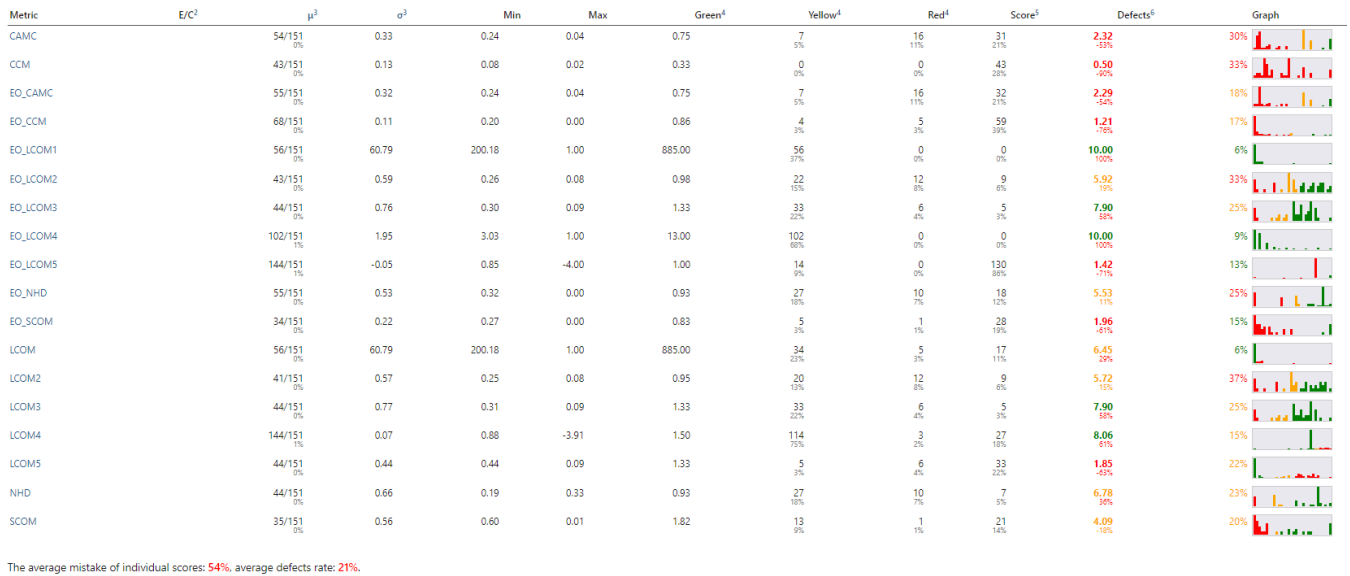 Metric E/C² μ³ σ³ Min Max Green⁴ Yellow⁴ Red⁴ Score⁵ Defects⁶ Graph
CAMC 54/151 0.33 0.24 0.04 0.75 7 16 31 2.32 30%
0% 5% 11% 21% -53%
CCM 43/151 0.13 0.08 0.02 0.33 0 0 43 0.50 33%
0% 0% 0% 28% -90%
EO_CAMC 55/151 0.32 0.24 0.04 0.75 7 16 32 2.29 18%
0% 5% 11% 21% -54%
EO_CCM 68/151 0.11 0.20 0.00 0.86 4 5 59 1.21 17%
0% 3% 3% 39% -76%
EO_LCOM1 56/151 60.79 200.18 1.00 885.00 56 0 0 10.00 6%
0% 37% 0% 0% 100%
EO_LCOM2 43/151 0.59 0.26 0.08 0.98 22 12 9 5.92 33%
0% 15% 8% 6% 19%
EO_LCOM3 44/151 0.76 0.30 0.09 1.33 33 6 5 7.90 25%
0% 22% 4% 3% 58%
EO_LCOM4 102/151 1.95 3.03 1.00 13.00 102 0 0 10.00 9%
1% 68% 0% 0% 100%
EO_LCOM5 144/151 -0.05 0.85 -4.00 1.00 14 0 130 1.42 13%
1% 9% 0% 86% -71%
EO_NHD 55/151 0.53 0.32 0.00 0.93 27 10 18 5.53 25%
0% 18% 7% 12% 11%
EO_SCOM 34/151 0.22 0.27 0.00 0.83 5 1 28 1.96 15%
0% 3% 1% 19% -61%
LCOM 56/151 60.79 200.18 1.00 885.00 34 5 17 6.45 6%
0% 23% 3% 11% 29%
LCOM2 41/151 0.57 0.25 0.08 0.95 20 12 9 5.72 37%
0% 13% 8% 6% 15%
LCOM3 44/151 0.77 0.31 0.09 1.33 33 6 5 7.90 25%
0% 22% 4% 3% 58%
LCOM4 144/151 0.07 0.88 -3.91 1.50 114 3 27 8.06 15%
1% 75% 2% 18% 61%
LCOM5 44/151 0.44 0.44 0.09 1.33 5 6 33 1.85 22%
0% 3% 4% 22% -63%
NHD 44/151 0.66 0.19 0.33 0.93 27 10 7 6.78 23%
0% 18% 7% 5% 36%
SCOM 35/151 0.56 0.60 0.01 1.82 13 1 21 4.09 20%
0% 9% 1% 14% -18%
The average mistake of individual scores: 54%, average defects rate: 21%.